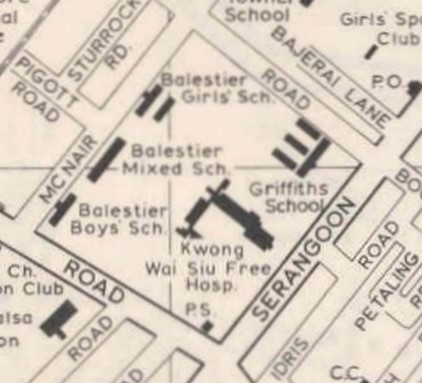 School
Girls' Spo
Club
STURROCK
RD.
BAJERAI LANE
PIGOTT
ROAD
Balestier
Girls' Sch.
ROAD
P.O.
MC NAIR
Balestier
Mixed Sch.
Griffiths
School
BO
Balestier
Boys' Sch.
Kwong
Wai Siu Free
Hosp.
SERANGOON
ROAD
Ch.
on Club
ROAD
PETALING
P.S.
alsa
on
ROAD
IDRIS
C.C.